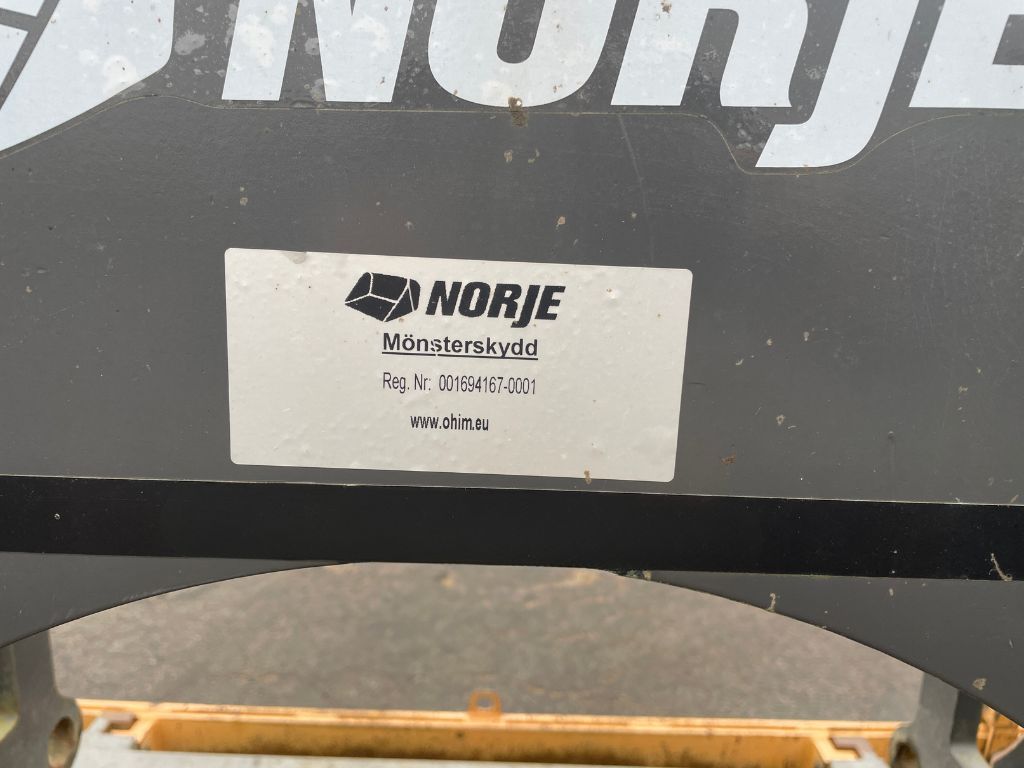 NORJE
NORJE
Mönsterskydd
Reg. Nr: 001694167-0001
www.ohim.eu